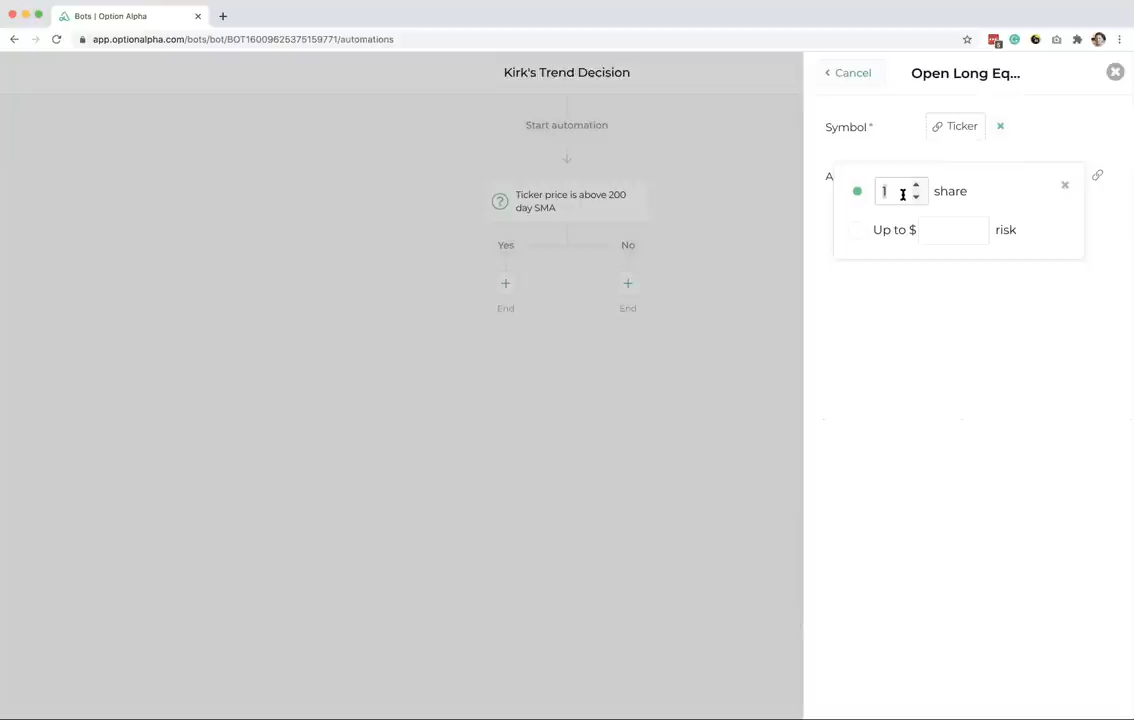 Bots | Option Alpha
app.optionalpha.com/bots/bot/BOT16009625375159771/automations
5
Kirk's Trend Decision
Cancel
Open Long Eq...
Start automation
Symbol*
Ticker
Ticker price is above 200
day SMA
A
1
share
Up to $
risk
Yes
No
End
End